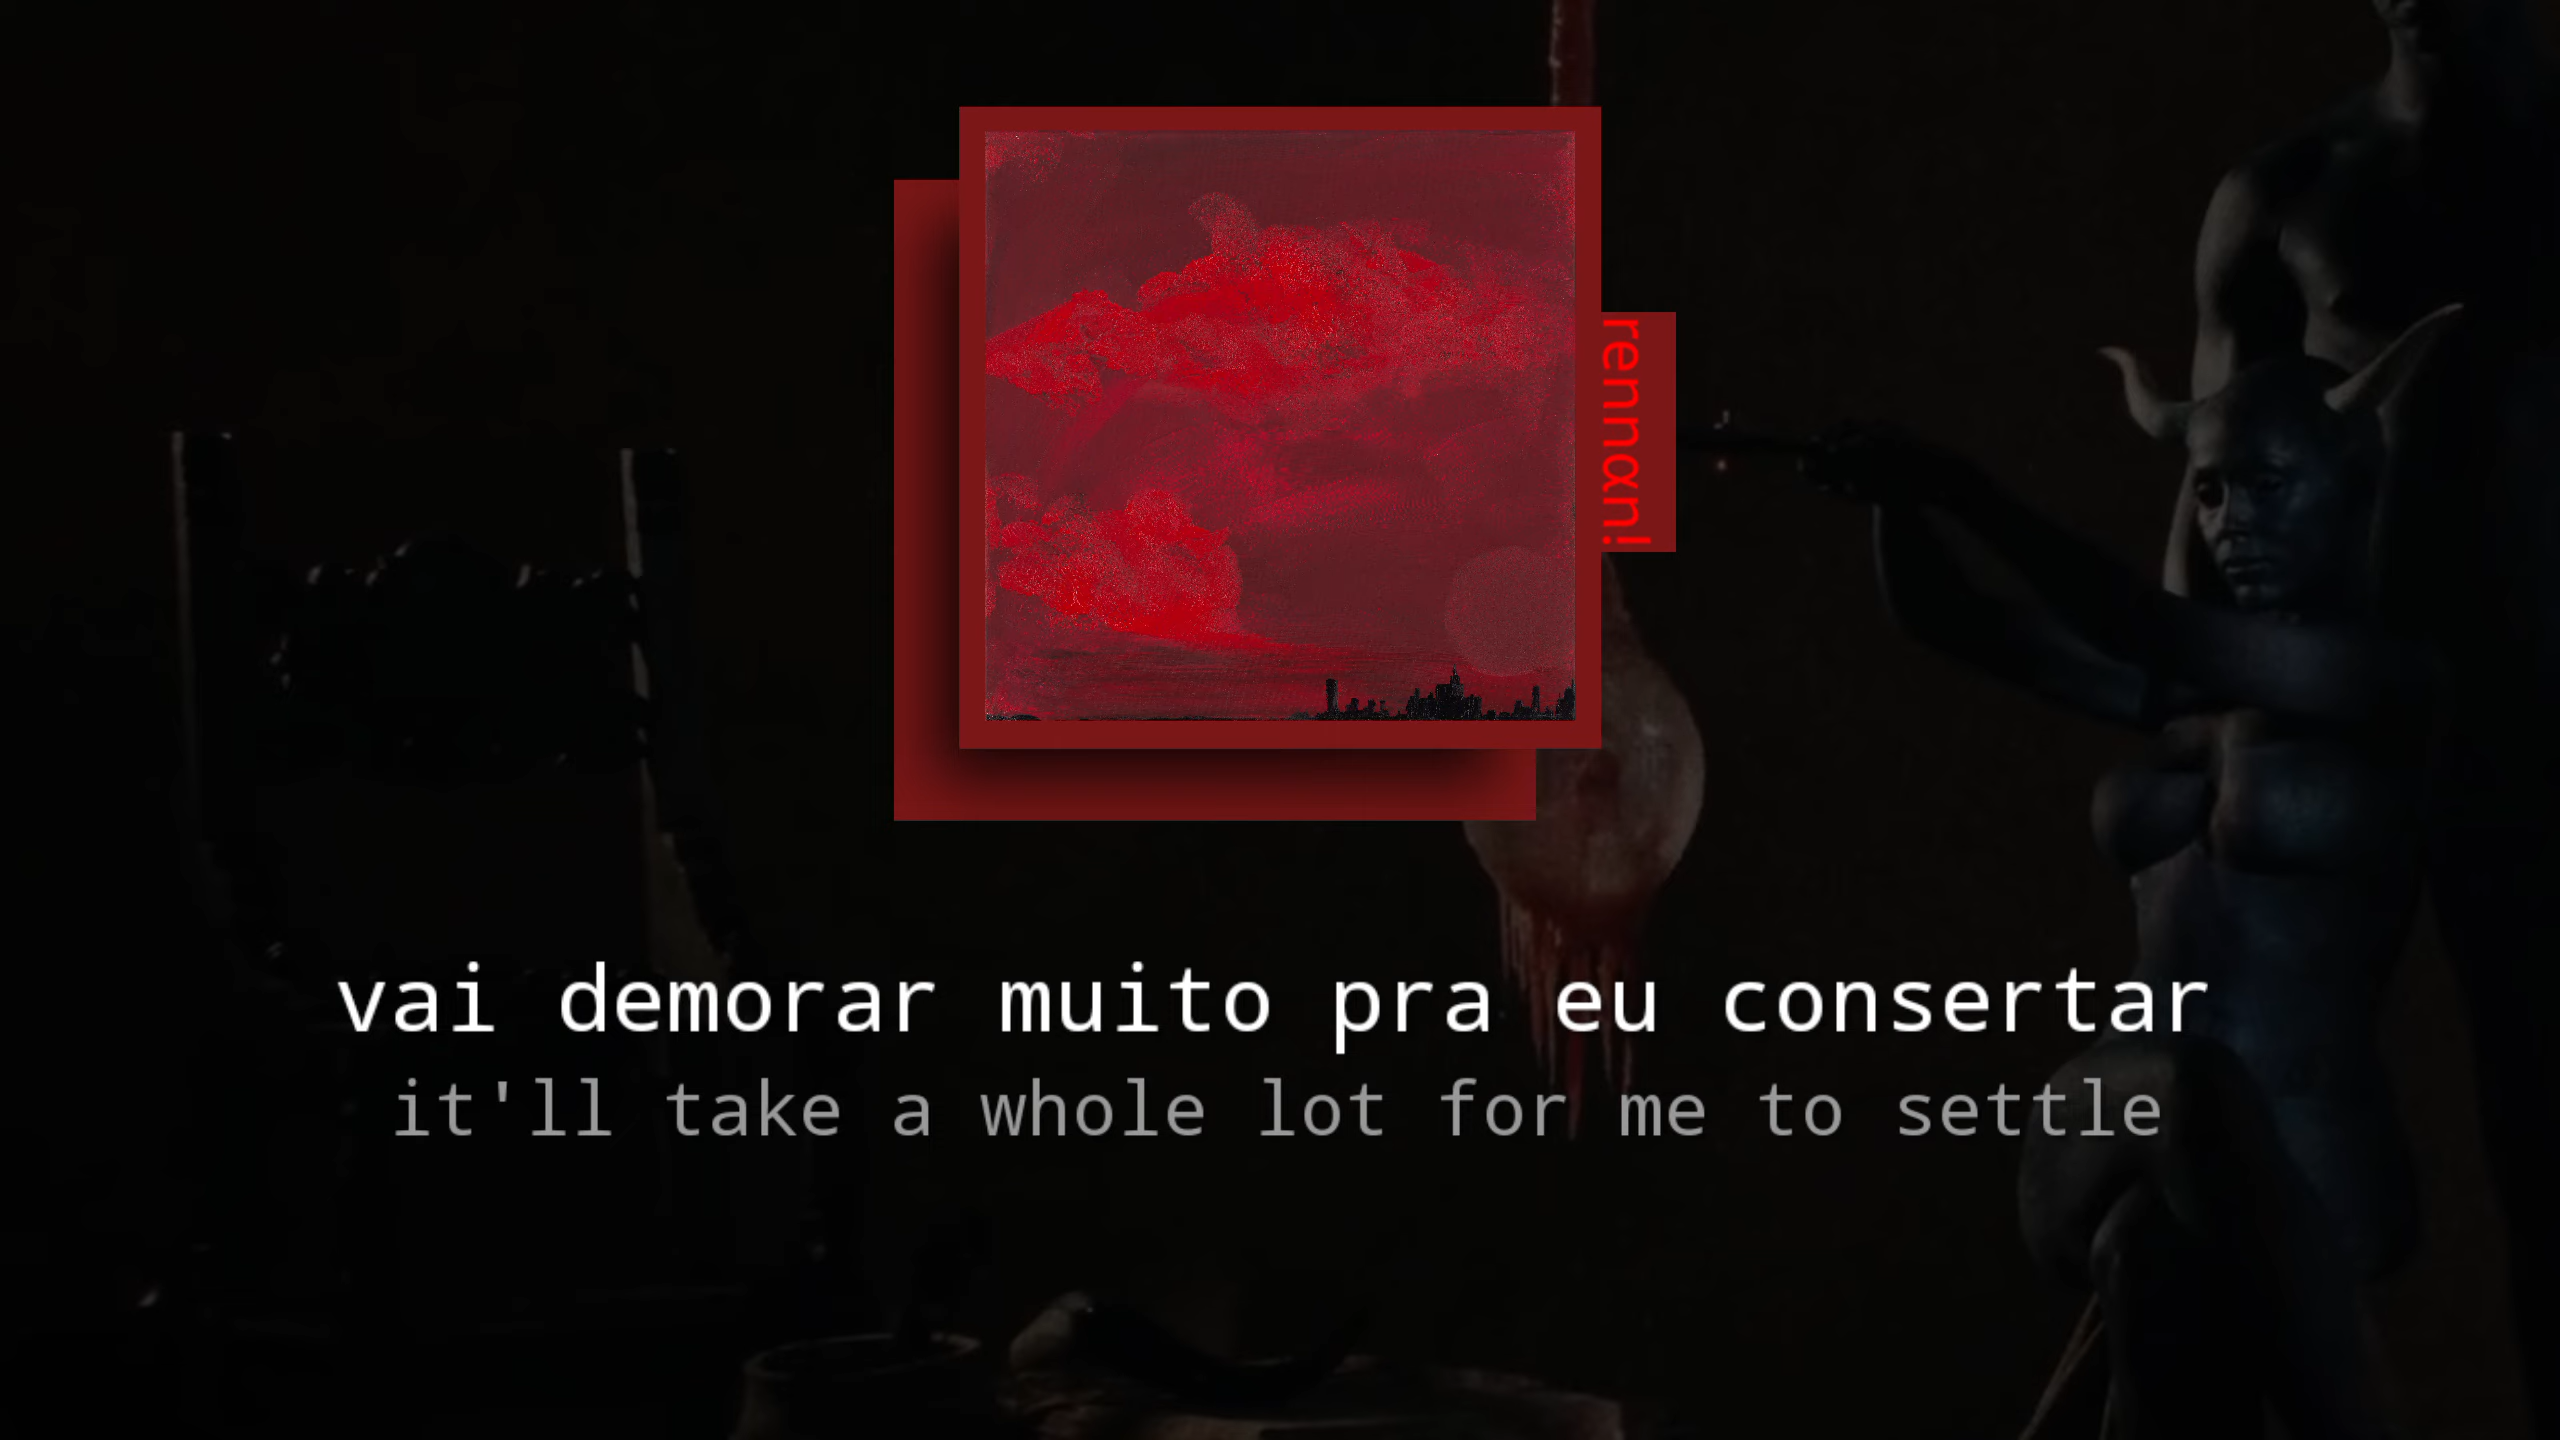 rennαn!
vai demorar muito pra eu consertar
it'll take a whole lot for me to settle